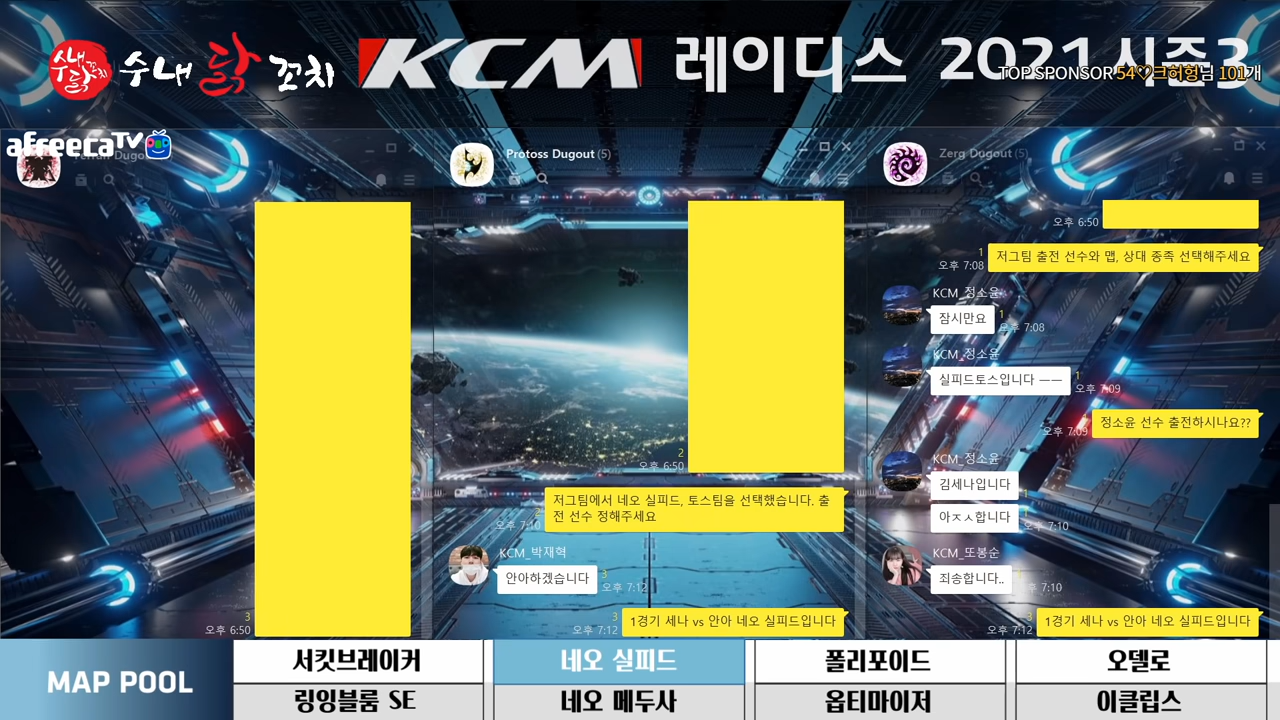 수내닭꼬치
수내 닭 꼬치
KCM 레이디스 2021 시즌3
TOP SPONSOR 54♡크허헝님 101개
afreecaTV
Terran Dugout
Protoss Dugout (5)
Zerg Dugout (5)
3
오후 6:50
2
오후 6:50
저그팀에서 네오 실피드, 토스팀을 선택했습니다. 출
전 선수 정해주세요
2
오후 7:10
KCM_박재혁
안아하겠습니다
3
오후 7:12
1경기 세나 vs 안아 네오 실피드입니다
3
오후 7:12
오후 6:50
저그팀 출전 선수와 맵, 상대 종족 선택해주세요
1
오후 7:08
KCM_정소윤
잠시만요
1
오후 7:08
KCM_정소윤
실피드토스입니다 ㅡㅡ
1
오후 7:09
정소윤 선수 출전하시나요??
1
오후 7:09
KCM_정소윤
김세나입니다
1
아ㅈㅅ합니다
1
오후 7:10
KCM_또봉순
죄송합니다..
1
오후 7:10
1경기 세나 vs 안아 네오 실피드입니다
3
오후 7:12
MAP POOL
서킷브레이커
네오 실피드
폴리포이드
오델로
링잉블룸 SE
네오 메두사
옵티마이저
이클립스